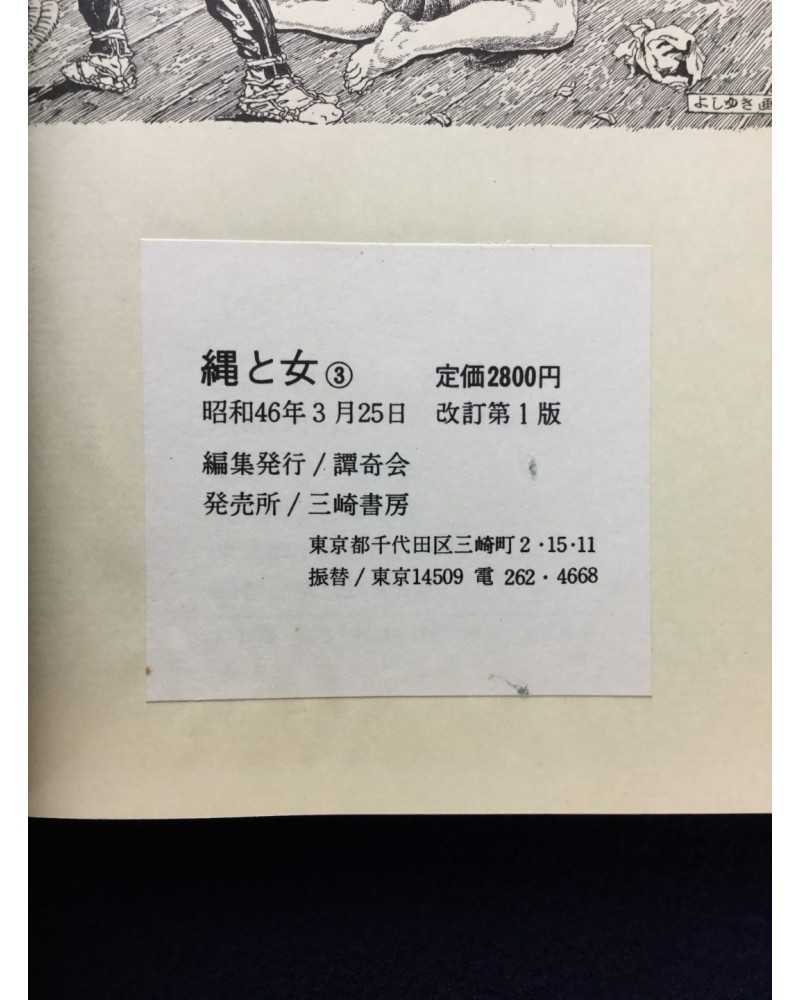 よしゆき画
縄と女③ 定価2800円
昭和46年3月25日 改訂第1版
編集発行/譚奇会
発売所/三崎書房
東京都千代田区三崎町2・15・11
振替/東京14509 電 262・4668